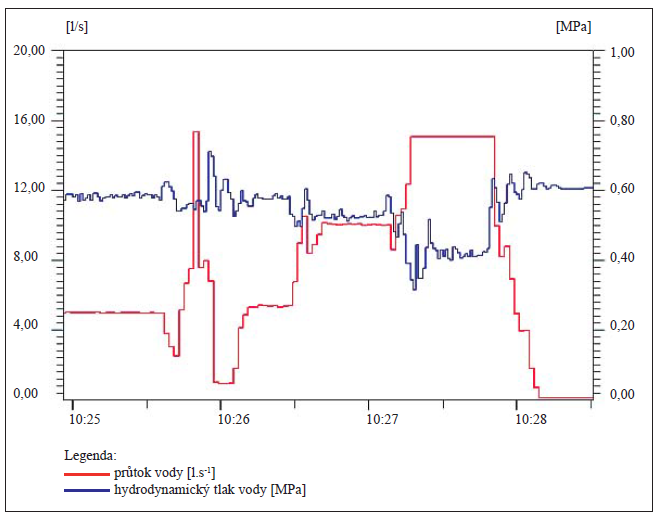 [l/s] [MPa]
20,00 1,00
16,00 0,80
12,00 0,60
8,00 0,40
4,00 0,20
0,00 0,00
10:25 10:26 10:27 10:28
Legenda:
průtok vody [l.s⁻¹]
hydrodynamický tlak vody [MPa]